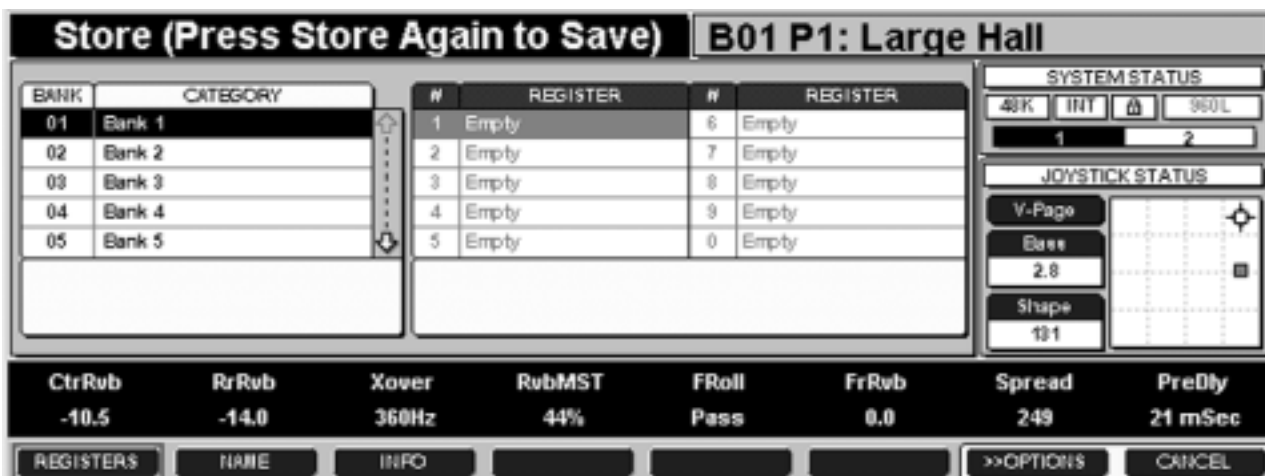 Store (Press Store Again to Save) B01 P1: Large Hall
BANK CATEGORY
01 Bank 1
02 Bank 2
03 Bank 3
04 Bank 4
05 Bank 5
# REGISTER # REGISTER
1 Empty 6 Empty
2 Empty 7 Empty
3 Empty 8 Empty
4 Empty 9 Empty
5 Empty 0 Empty
SYSTEM STATUS
48K INT 960L
1 2
JOYSTICK STATUS
V-Page
Bass
2.8
Shape
131
CtrRvb RrRvb Xover RvbMST FRoll FrRvb Spread PreDly
-10.5 -14.0 360Hz 44% Pass 0.0 249 21 mSec
REGISTERS NAME INFO >>OPTIONS CANCEL